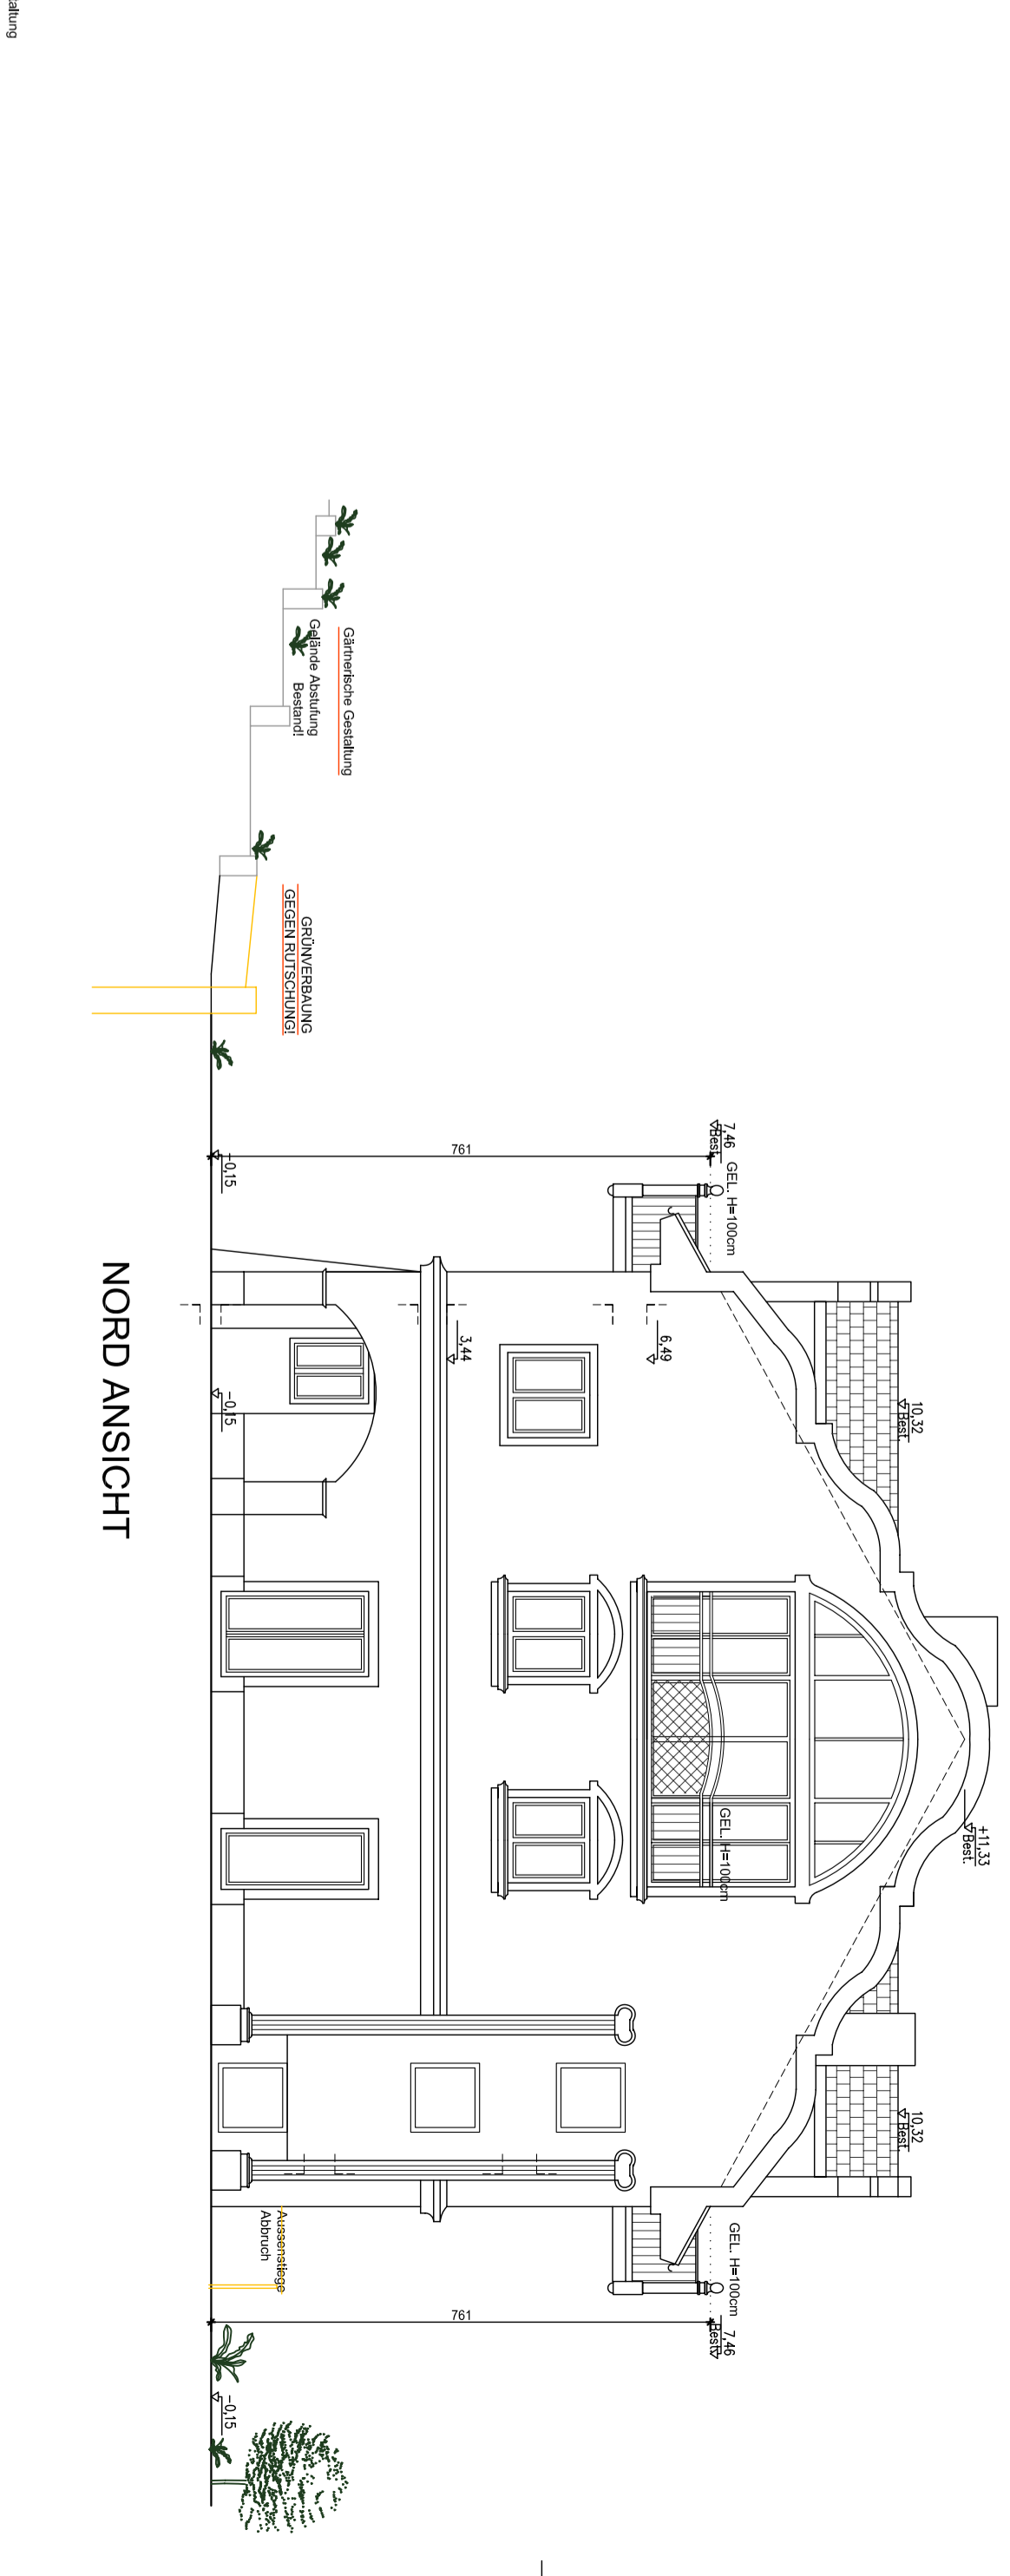 altung
Gärtnerische Gestaltung
Gelände Abstufung
Bestand!
GRÜNVERBAUNG
GEGEN RUTSCHUNG!
7,46
Best.
GEL. H=100cm
761
-0,15
6,49
3,44
-0,15
10,32
Best.
+11,33
Best.
GEL. H=100cm
10,32
Best.
GEL. H=100cm
7,46
Best.
761
Aussenstiege
Abbruch
-0,15
NORD ANSICHT